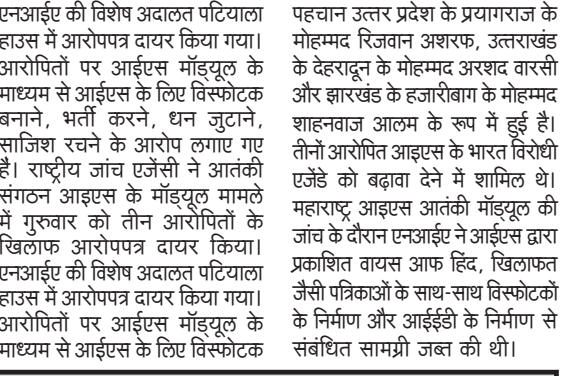 एनआईए की विशेष अदालत पटियाला
हाउस में आरोपपत्र दायर किया गया।
आरोपितों पर आईएस मॉड्यूल के
माध्यम से आईएस के लिए विस्फोटक
बनाने, भर्ती करने, धन जुटाने,
साजिश रचने के आरोप लगाए गए
हैं। राष्ट्रीय जांच एजेंसी ने आतंकी
संगठन आइएस के मॉड्यूल मामले
में गुरुवार को तीन आरोपितों के
खिलाफ आरोपपत्र दायर किया।
एनआईए की विशेष अदालत पटियाला
हाउस में आरोपपत्र दायर किया गया।
आरोपितों पर आईएस मॉड्यूल के
माध्यम से आईएस के लिए विस्फोटक
पहचान उत्तर प्रदेश के प्रयागराज के
मोहम्मद रिजवान अशरफ, उत्तराखंड
के देहरादून के मोहम्मद अरशद वारसी
और झारखंड के हजारीबाग के मोहम्मद
शाहनवाज आलम के रूप में हुई है।
तीनों आरोपित आइएस के भारत विरोधी
एजेंडे को बढ़ावा देने में शामिल थे।
महाराष्ट्र आइएस आतंकी मॉड्यूल की
जांच के दौरान एनआईए ने आईएस द्वारा
प्रकाशित वायस आफ हिंद, खिलाफत
जैसी पत्रिकाओं के साथ-साथ विस्फोटकों
के निर्माण और आईईडी के निर्माण से
संबंधित सामग्री जब्त की थी।